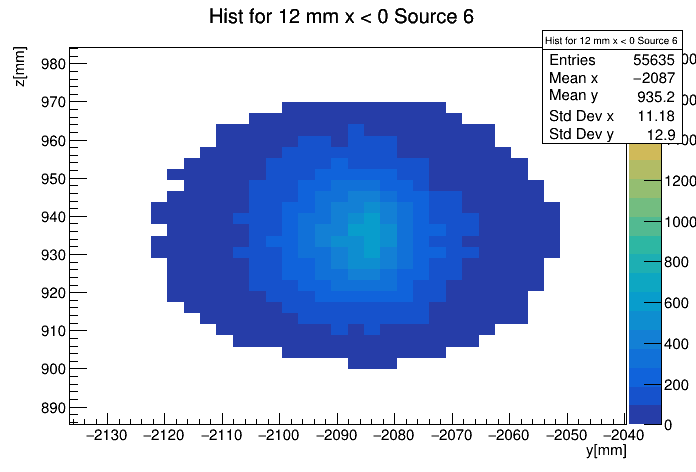 Hist for 12 mm x < 0 Source 6
z[mm]
Hist for 12 mm x < 0 Source 6
Entries 55635
Mean x −2087
Mean y 935.2
Std Dev x 11.18
Std Dev y 12.9
980
970
960
950
940
930
920
910
900
890
1200
1000
800
600
400
200
0
−2130 −2120 −2110 −2100 −2090 −2080 −2070 −2060 −2050 −2040
y[mm]